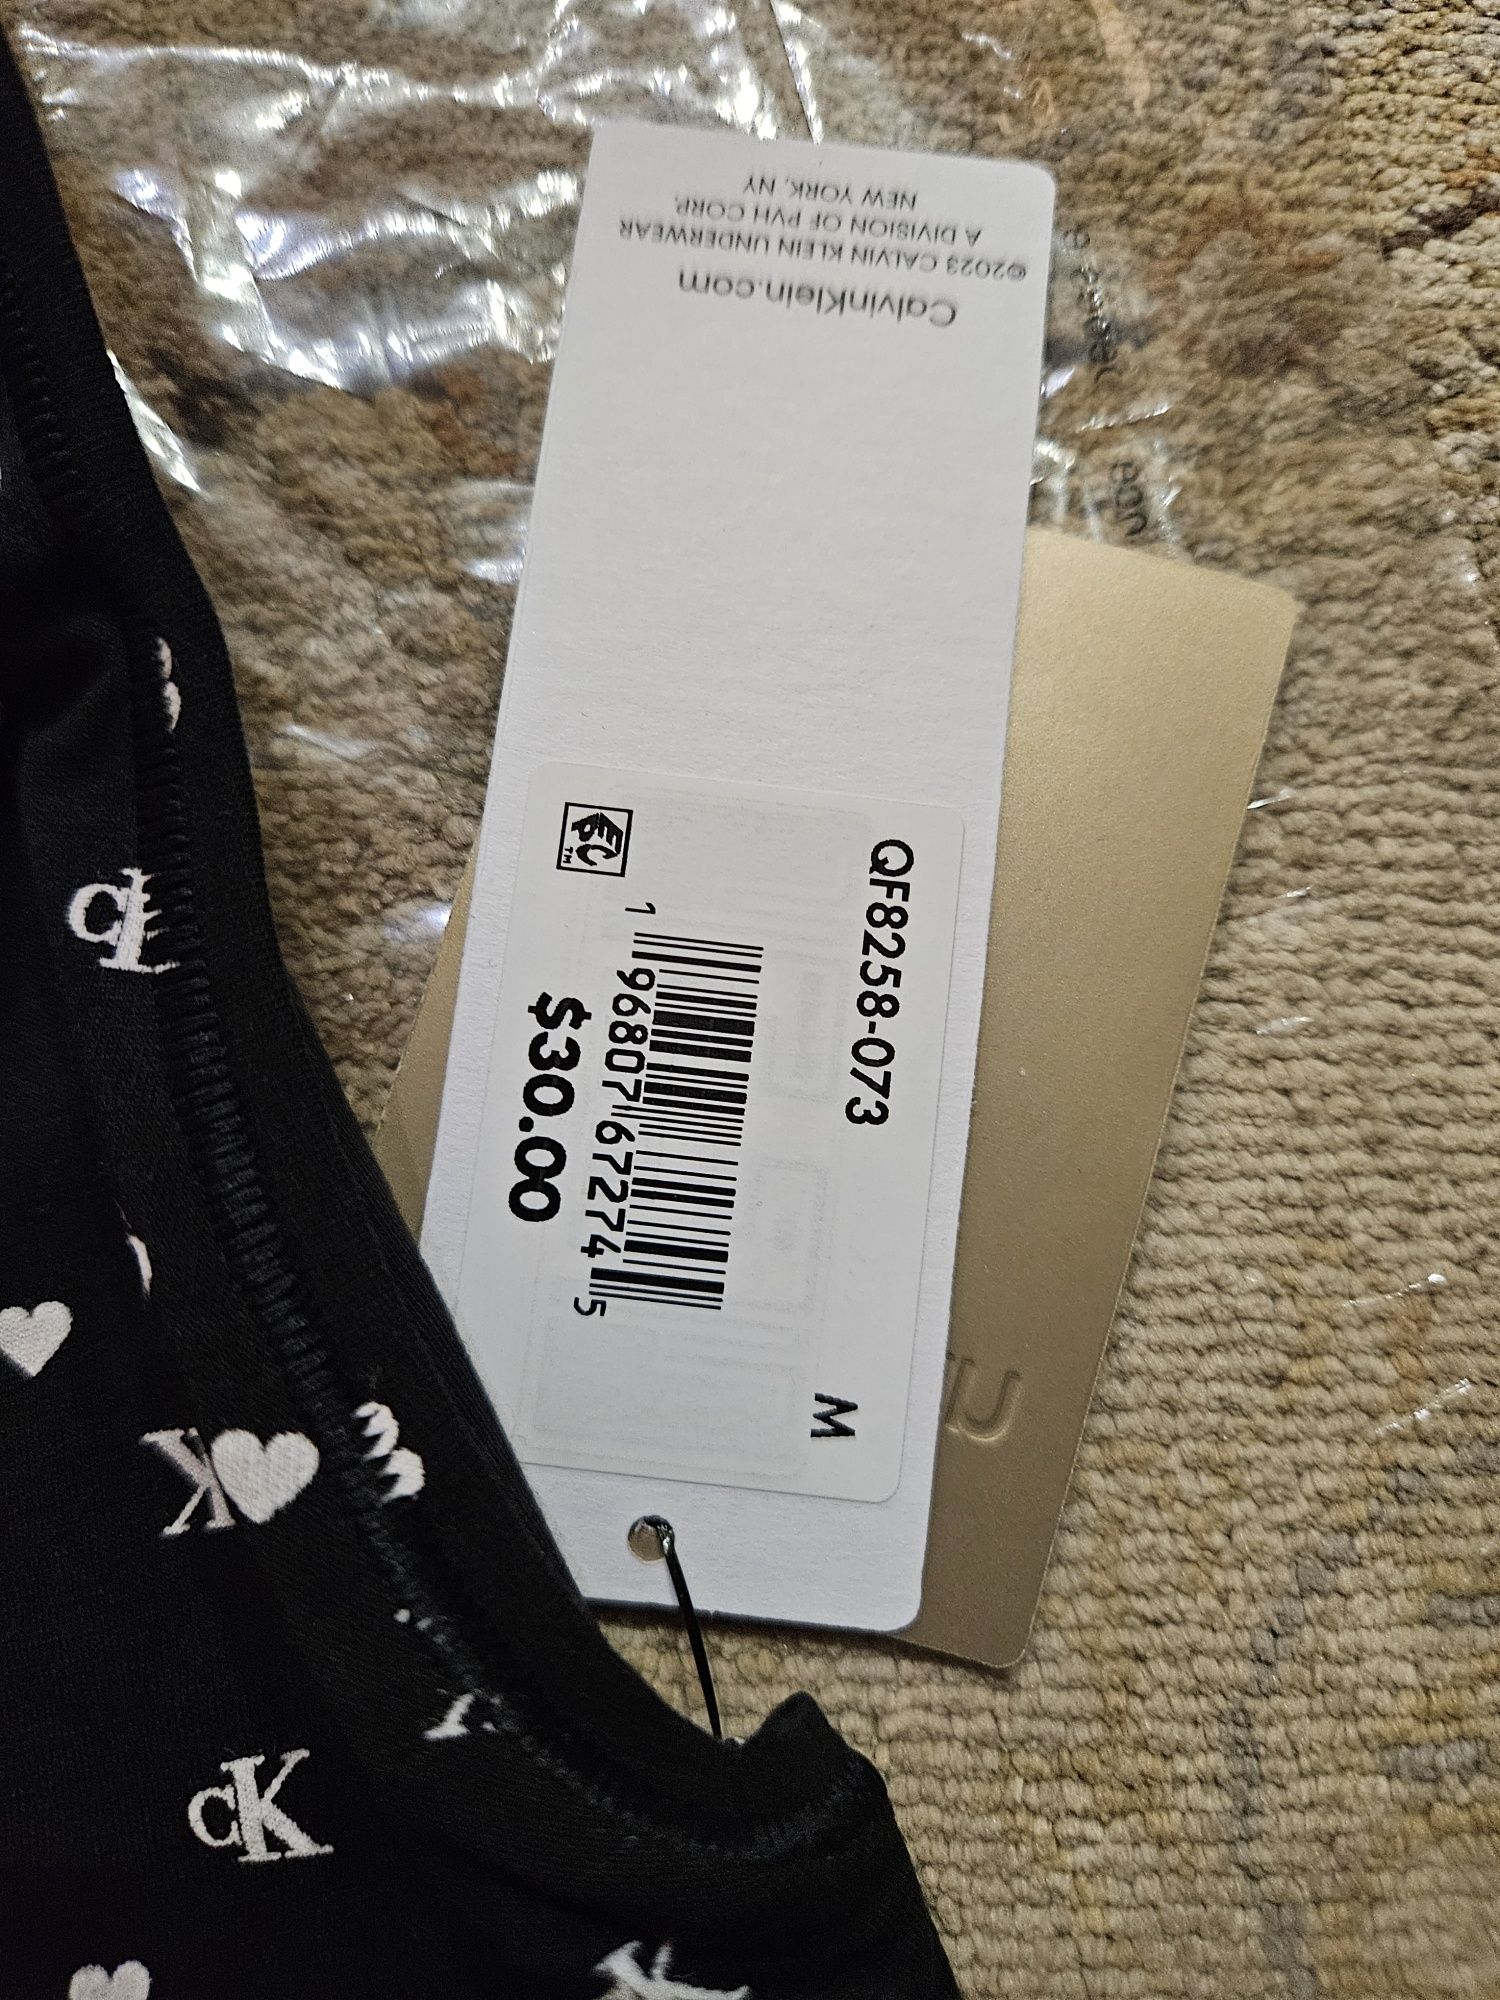 CalvinKlein.com
©2023 CALVIN KLEIN UNDERWEAR
A DIVISION OF PVH CORP.
NEW YORK, NY
QF8258-073
M
1 96807 67274 5
$30.00
EPC™
cK
K
cK